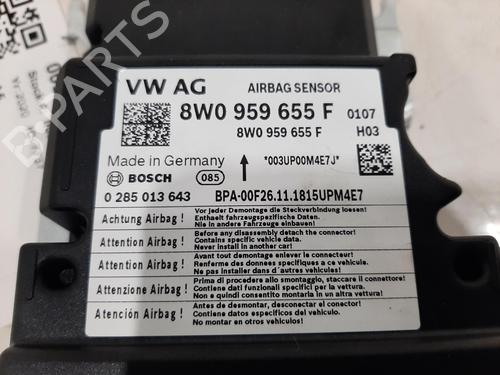 VW AG
AIRBAG SENSOR
8W0 959 655 F 0107
8W0 959 655 F H03
Made in Germany
*003UP00M4E7J*
BOSCH 085
0 285 013 643 BPA-00F26.11.1815UPM4E7
Achtung Airbag !
Vor jeder Demontage die Steckverbindung loesen!
Enthaelt fahrzeugspezifische Daten.
Nie in andere Fahrzeuge einbauen!
Attention Airbag !
Before any disassembly detach the connector!
Contains specific vehicle data.
Never install in another car!
Attention Airbag !
Avant tout demontage enlever le connecteur!
Renferme des données specifiques a ce vehicule.
Ne pas installer dans d'autres vehicules!
Attenzione Airbag !
Prima di procedere allo smontaggio, staccare il connettore!
Contiene dati funzionali specifici per la vettura.
Non e quindi consentito montarla in un altra vettura.
Atención Airbag !
Antes de desmontar, desconectar el conector!
Contiene datos especificos del vehiculo.
No montar en otros vehiculos!
B-PARTS